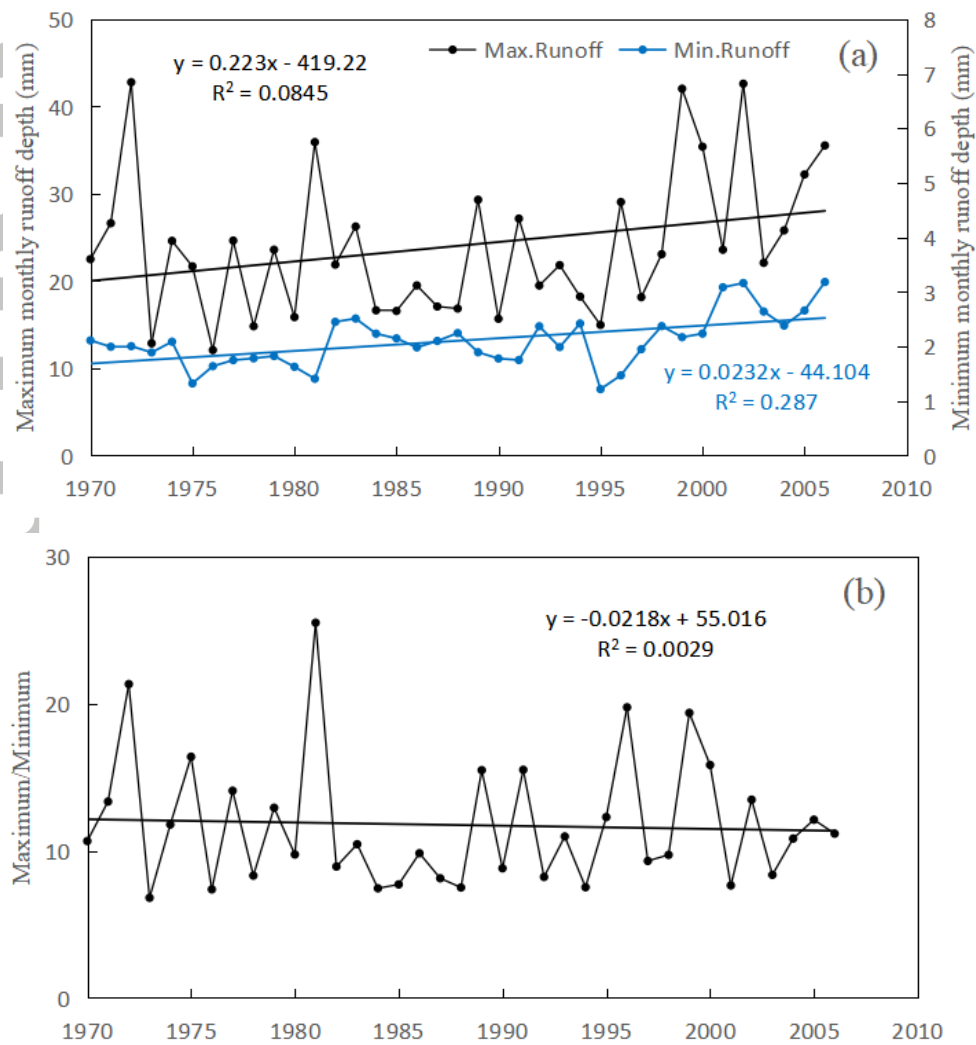 50
40
30
20
10
0
Maximum monthly runoff depth (mm)
y = 0.223x - 419.22
R² = 0.0845
Max.Runoff
Min.Runoff
(a)
8
7
6
5
4
3
2
1
0
Minimum monthly runoff depth (mm)
y = 0.0232x - 44.104
R² = 0.287
1970 1975 1980 1985 1990 1995 2000 2005 2010
30
20
10
0
Maximum/Minimum
(b)
y = -0.0218x + 55.016
R² = 0.0029
1970 1975 1980 1985 1990 1995 2000 2005 2010